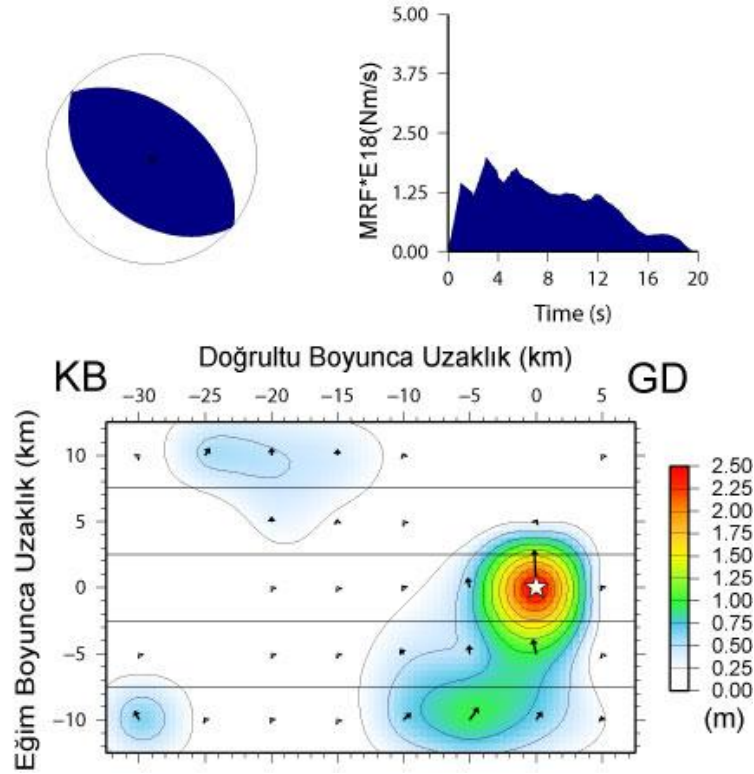 5.00
3.75
2.50
1.25
0.00
MRF*E18(Nm/s)
0 4 8 12 16 20
Time (s)
Doğrultu Boyunca Uzaklık (km)
KB GD
−30 −25 −20 −15 −10 −5 0 5
Eğim Boyunca Uzaklık (km)
10
5
0
−5
−10
2.50
2.25
2.00
1.75
1.50
1.25
1.00
0.75
0.50
0.25
0.00
(m)